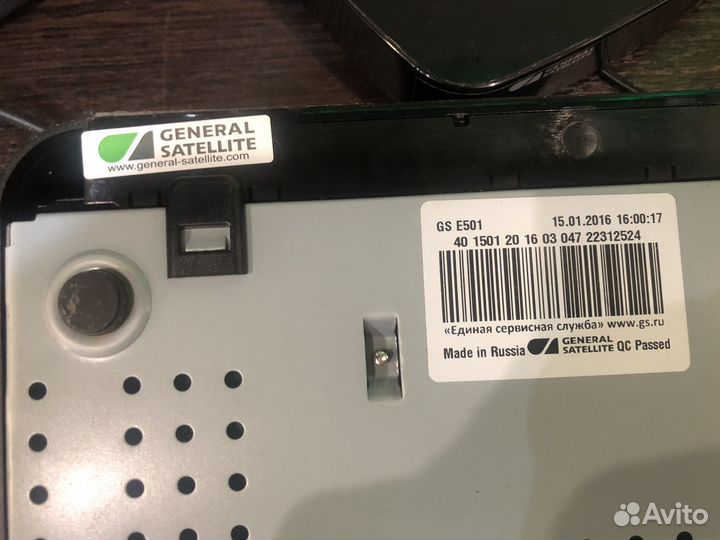 GENERAL
SATELLITE
www.general-satellite.com
GS E501 15.01.2016 16:00:17
40 1501 20 16 03 047 22312524
«Единая сервисная служба» www.gs.ru
Made in Russia GENERAL SATELLITE QC Passed
Avito